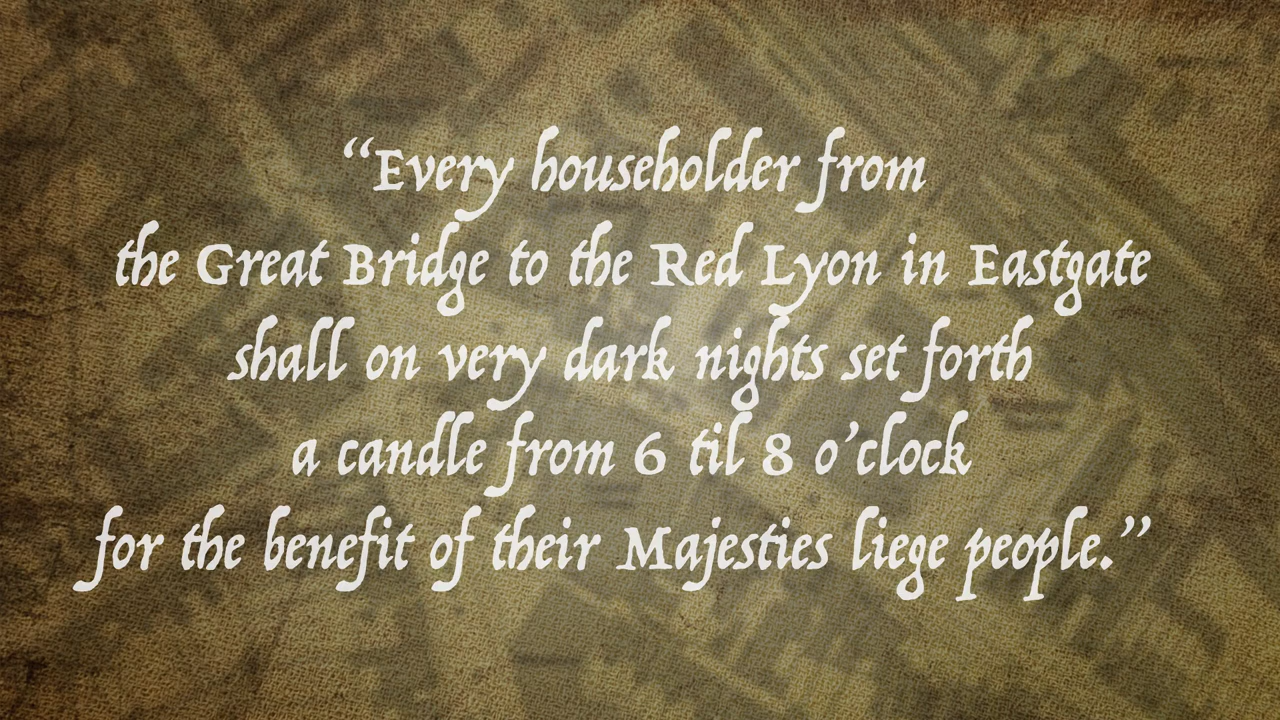 “Every householder from
the Great Bridge to the Red Lyon in Eastgate
shall on very dark nights set forth
a candle from 6 til 8 o’clock
for the benefit of their Majesties liege people.”